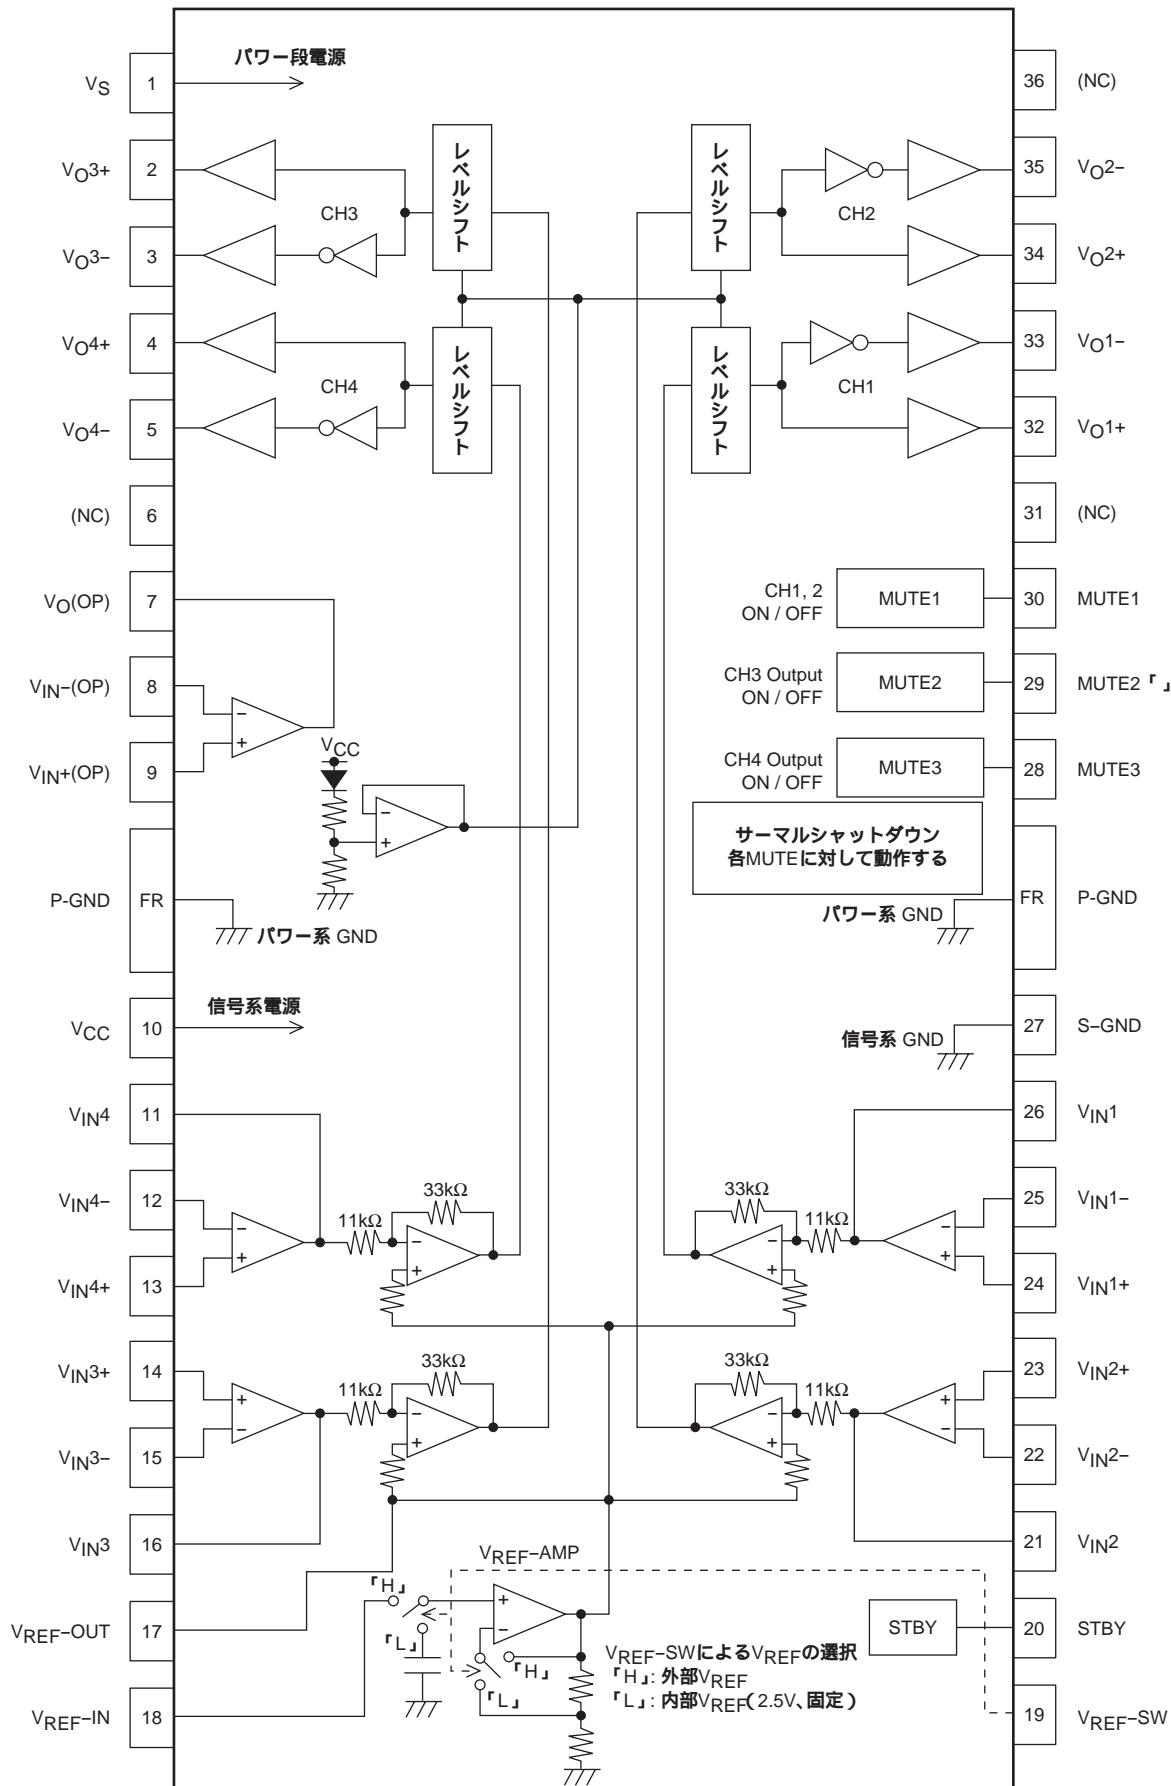 パワー段電源
VS 1
36 (NC)
VO3+ 2
レベルシフト
レベルシフト
35 VO2-
CH3
CH2
VO3- 3
34 VO2+
VO4+ 4
レベルシフト
レベルシフト
33 VO1-
CH4
CH1
VO4- 5
32 VO1+
(NC) 6
31 (NC)
VO(OP) 7
CH1, 2
ON / OFF
MUTE1
30 MUTE1
VIN-(OP) 8
CH3 Output
ON / OFF
MUTE2
29 MUTE2「 」
- +
VIN+(OP) 9
VCC
CH4 Output
ON / OFF
MUTE3
28 MUTE3
- +
サーマルシャットダウン
各MUTEに対して動作する
P-GND FR
パワー系 GND
パワー系 GND
FR P-GND
VCC 10
信号系電源
信号系 GND
27 S-GND
VIN4 11
26 VIN1
VIN4- 12
33kΩ
11kΩ
33kΩ
11kΩ
25 VIN1-
- +
- +
- +
- +
VIN4+ 13
24 VIN1+
VIN3+ 14
33kΩ
11kΩ
33kΩ
11kΩ
23 VIN2+
+ -
- +
- +
+ -
VIN3- 15
22 VIN2-
VIN3 16
21 VIN2
VREF-AMP
「H」
+ -
VREF-OUT 17
STBY
20 STBY
「L」
「H」
「L」
VREF-SWによるVREFの選択
「H」: 外部VREF
「L」: 内部VREF(2.5V、固定)
VREF-IN 18
19 VREF-SW